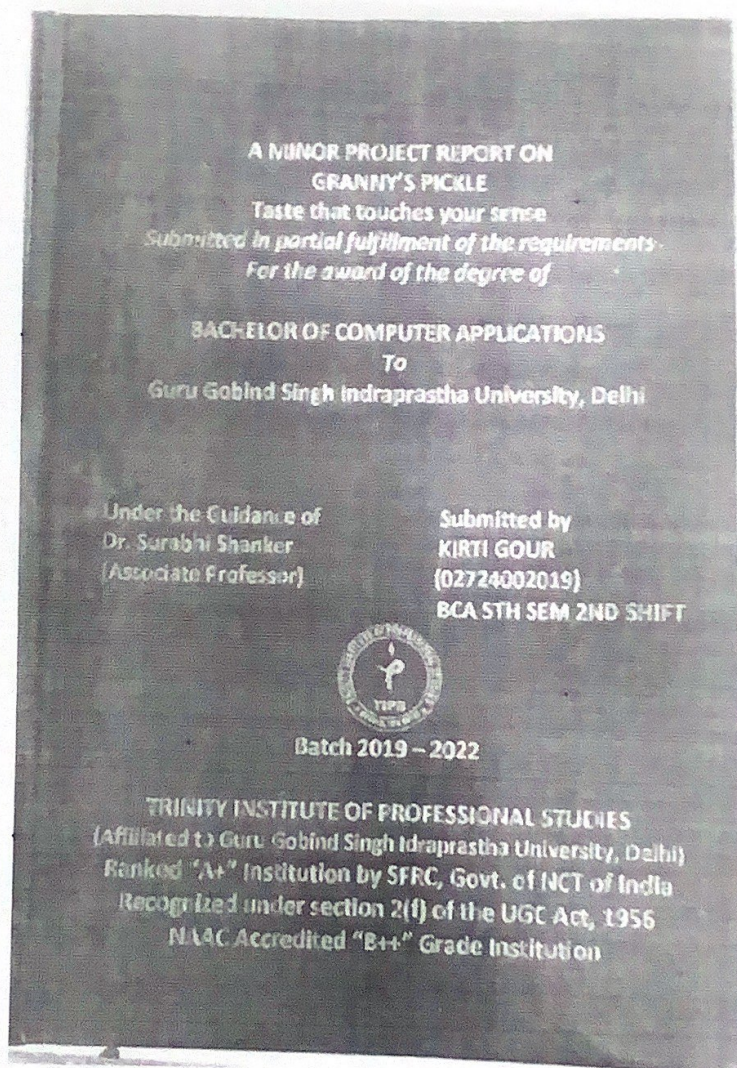 A MINOR PROJECT REPORT ON
GRANNY'S PICKLE
Taste that touches your sense
Submitted in partial fulfillment of the requirements
For the award of the degree of
BACHELOR OF COMPUTER APPLICATIONS
To
Guru Gobind Singh Indraprastha University, Delhi
Under the Guidance of
Dr. Surabhi Shanker
(Associate Professor)
Submitted by
KIRTI GOUR
(02724002019)
BCA 5TH SEM 2ND SHIFT
TIPS
Batch 2019 – 2022
TRINITY INSTITUTE OF PROFESSIONAL STUDIES
(Affiliated to Guru Gobind Singh Idraprastha University, Delhi)
Ranked "A+" Institution by SFRC, Govt. of NCT of India
Recognized under section 2(f) of the UGC Act, 1956
NAAC Accredited "B++" Grade Institution